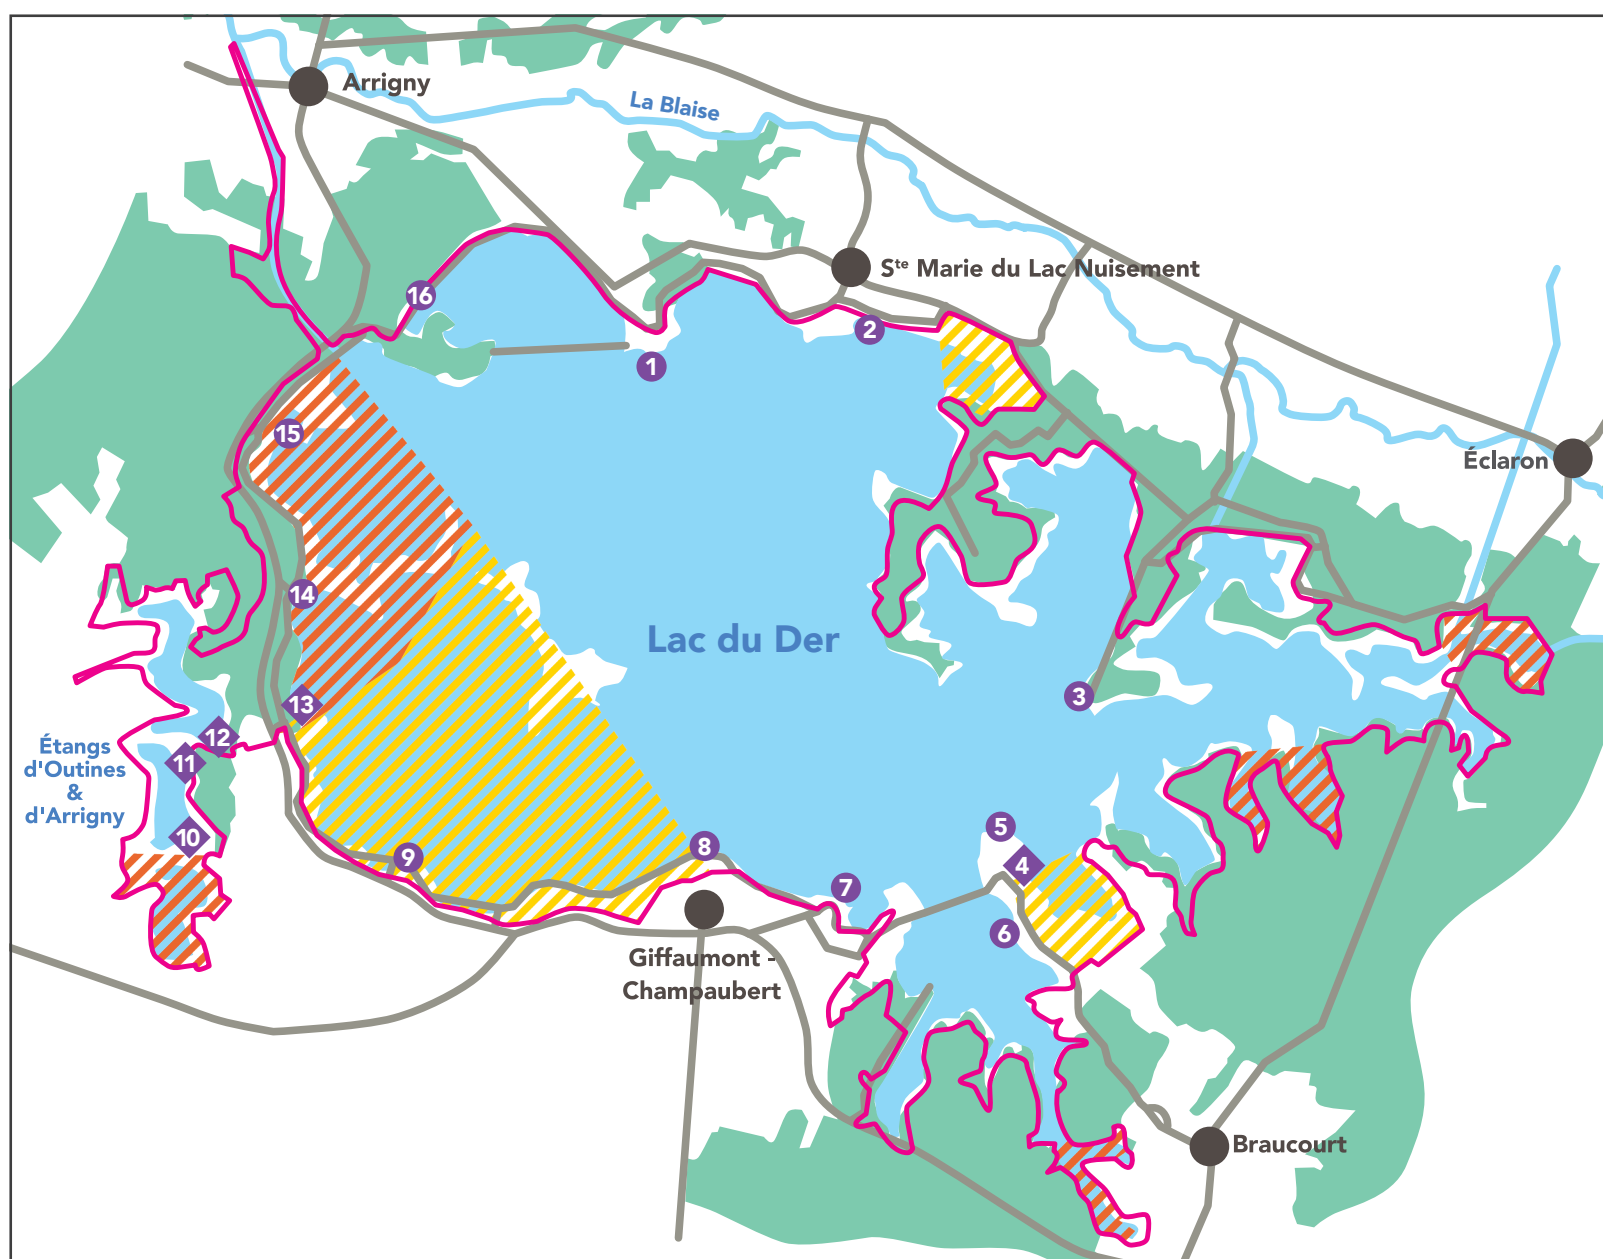 Arrigny
La Blaise
16
Ste Marie du Lac Nuisement
2
1
15
Éclaron
14
Lac du Der
3
13
12
11
Étangs
d'Outines
&
d'Arrigny
10
5
4
8
9
7
6
Giffaumont -
Champaubert
Braucourt